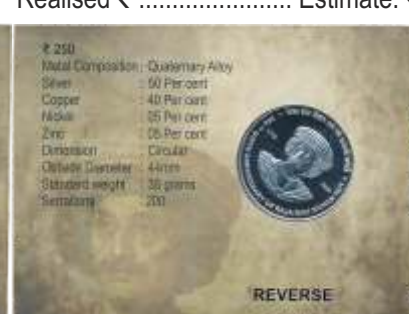 Realised ₹ ....................... Estimate:
₹ 250
Metal Composition : Quaternary Alloy
Silver : 50 Per cent
Copper : 40 Per cent
Nickel : 05 Per cent
Zinc : 05 Per cent
Dimension : Circular
Outside Diameter : 44mm
Standard weight : 35 grams
Serrations : 200
REVERSE